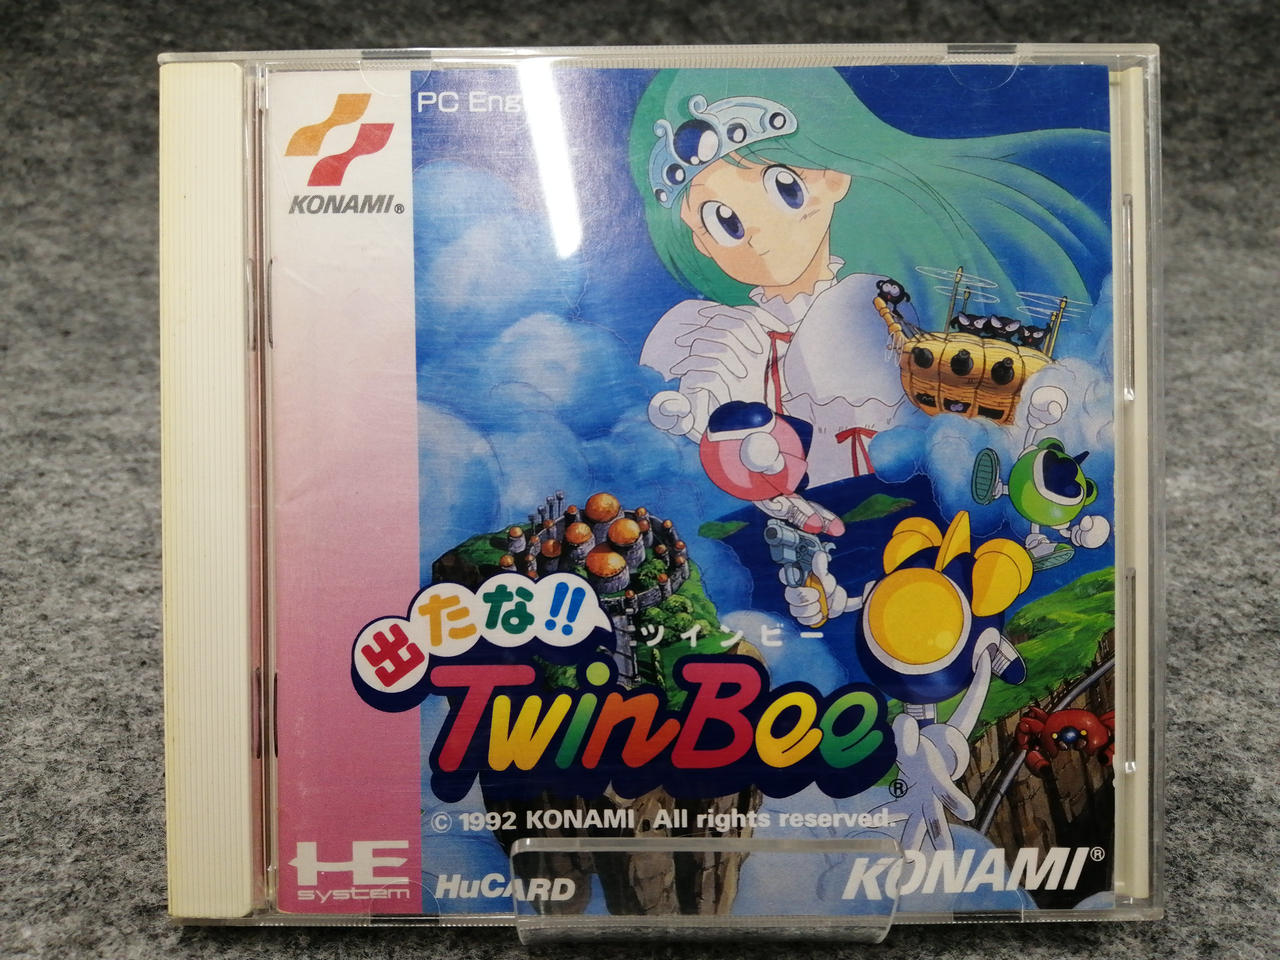 KONAMI®
PC Eng
出たな!!
ツインビー
TwinBee®
© 1992 KONAMI All rights reserved.
HE
system
HuCARD
KONAMI®